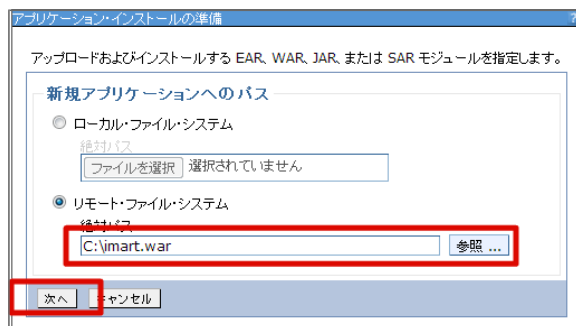 アプリケーション・インストールの準備 ?
アップロードおよびインストールする EAR、WAR、JAR、または SAR モジュールを指定します。
新規アプリケーションへのパス
ローカル・ファイル・システム
絶対パス
ファイルを選択 選択されていません
リモート・ファイル・システム
絶対パス
C:\imart.war 参照 ...
次へ キャンセル